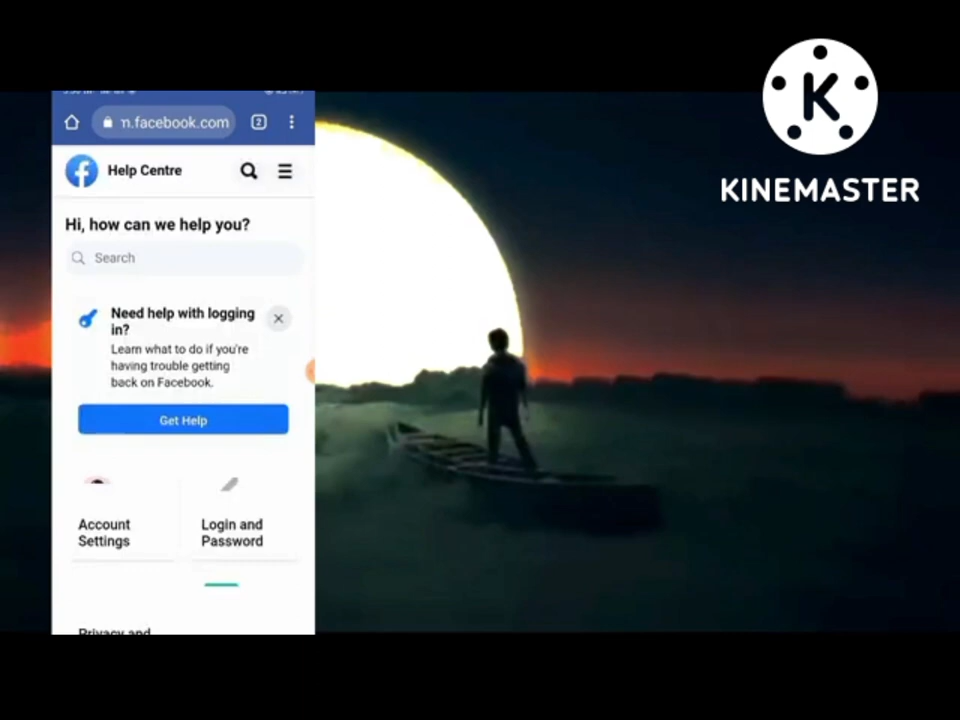 n.facebook.com
2
Help Centre
Hi, how can we help you?
Search
Need help with logging
in?
Learn what to do if you're
having trouble getting
back on Facebook.
Get Help
Account
Settings
Login and
Password
Privacy and
K
KINEMASTER